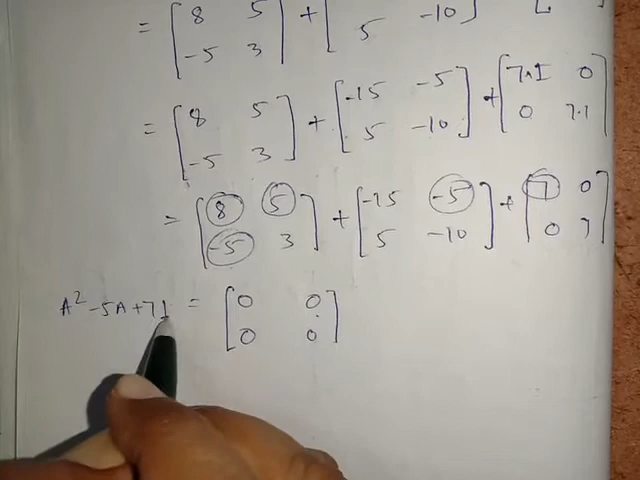 = [ 8 5 ] + [ -10 ] [ ]
-5 3 5
= [ 8 5 ] + [ -15 -5 ] + [ 7.1 0 ]
-5 3 5 -10 0 7.1
= [ 8 5 ] + [ -15 -5 ] + [ 7 0 ]
-5 3 5 -10 0 7
A² -5A +7I = [ 0 0 ]
0 0